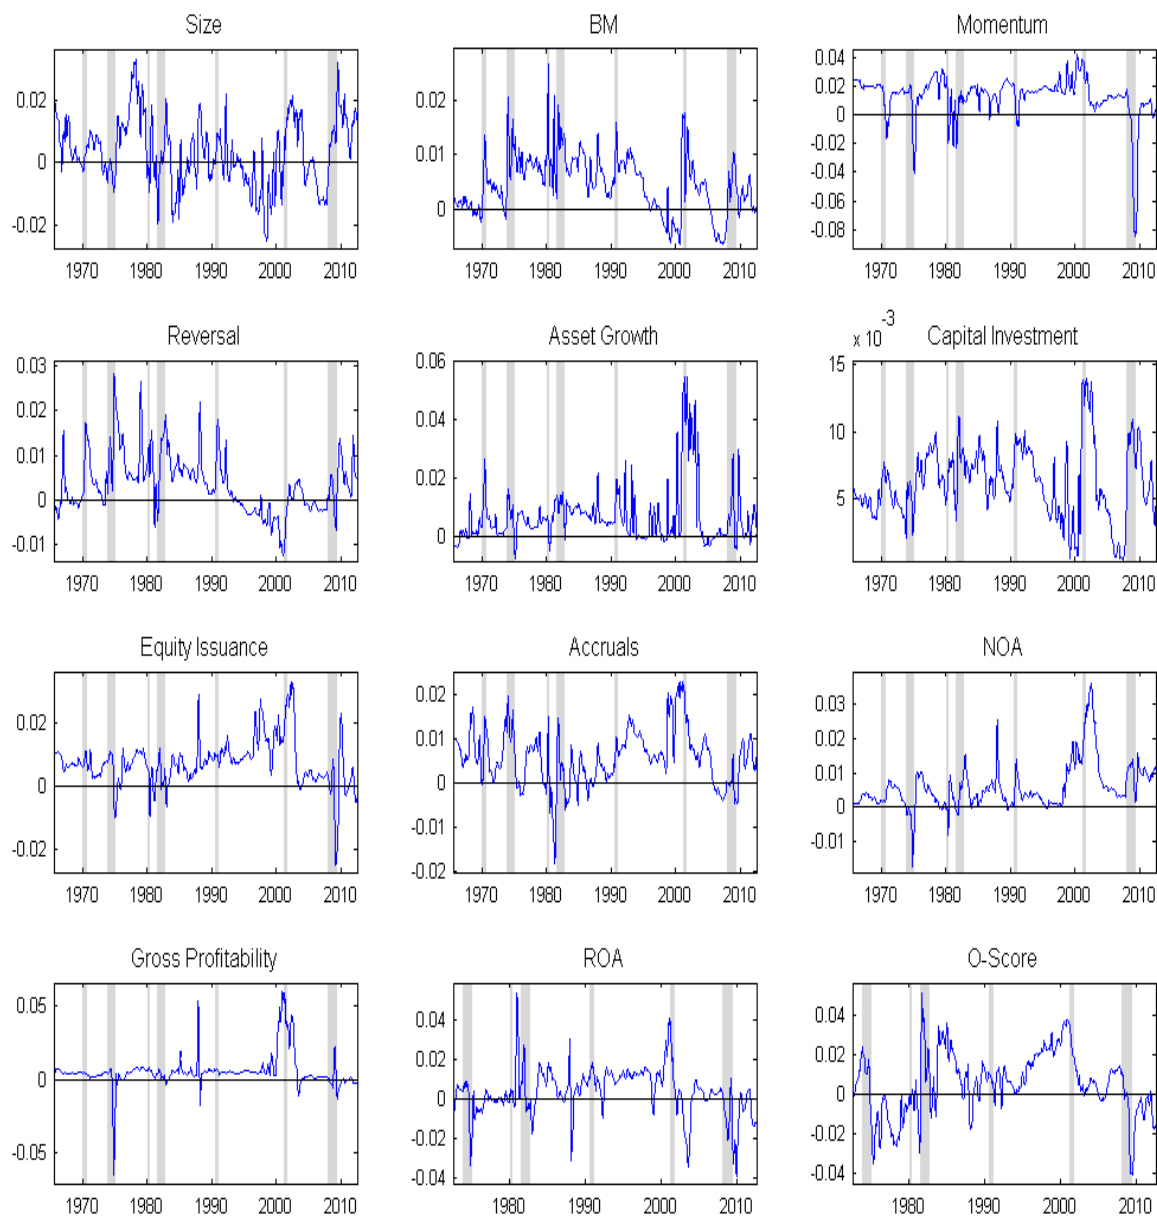 Size
0.02
0
-0.02
1970 1980 1990 2000 2010
BM
0.02
0.01
0
1970 1980 1990 2000 2010
Momentum
0.04
0.02
0
-0.02
-0.04
-0.06
-0.08
1970 1980 1990 2000 2010
Reversal
0.03
0.02
0.01
0
-0.01
1970 1980 1990 2000 2010
Asset Growth
0.06
0.04
0.02
0
1970 1980 1990 2000 2010
x 10^-3
Capital Investment
15
10
5
1970 1980 1990 2000 2010
Equity Issuance
0.02
0
-0.02
1970 1980 1990 2000 2010
Accruals
0.02
0.01
0
-0.01
-0.02
1970 1980 1990 2000 2010
NOA
0.03
0.02
0.01
0
-0.01
1970 1980 1990 2000 2010
Gross Profitability
0.05
0
-0.05
1970 1980 1990 2000 2010
ROA
0.04
0.02
0
-0.02
-0.04
1980 1990 2000 2010
O-Score
0.04
0.02
0
-0.02
-0.04
1980 1990 2000 2010